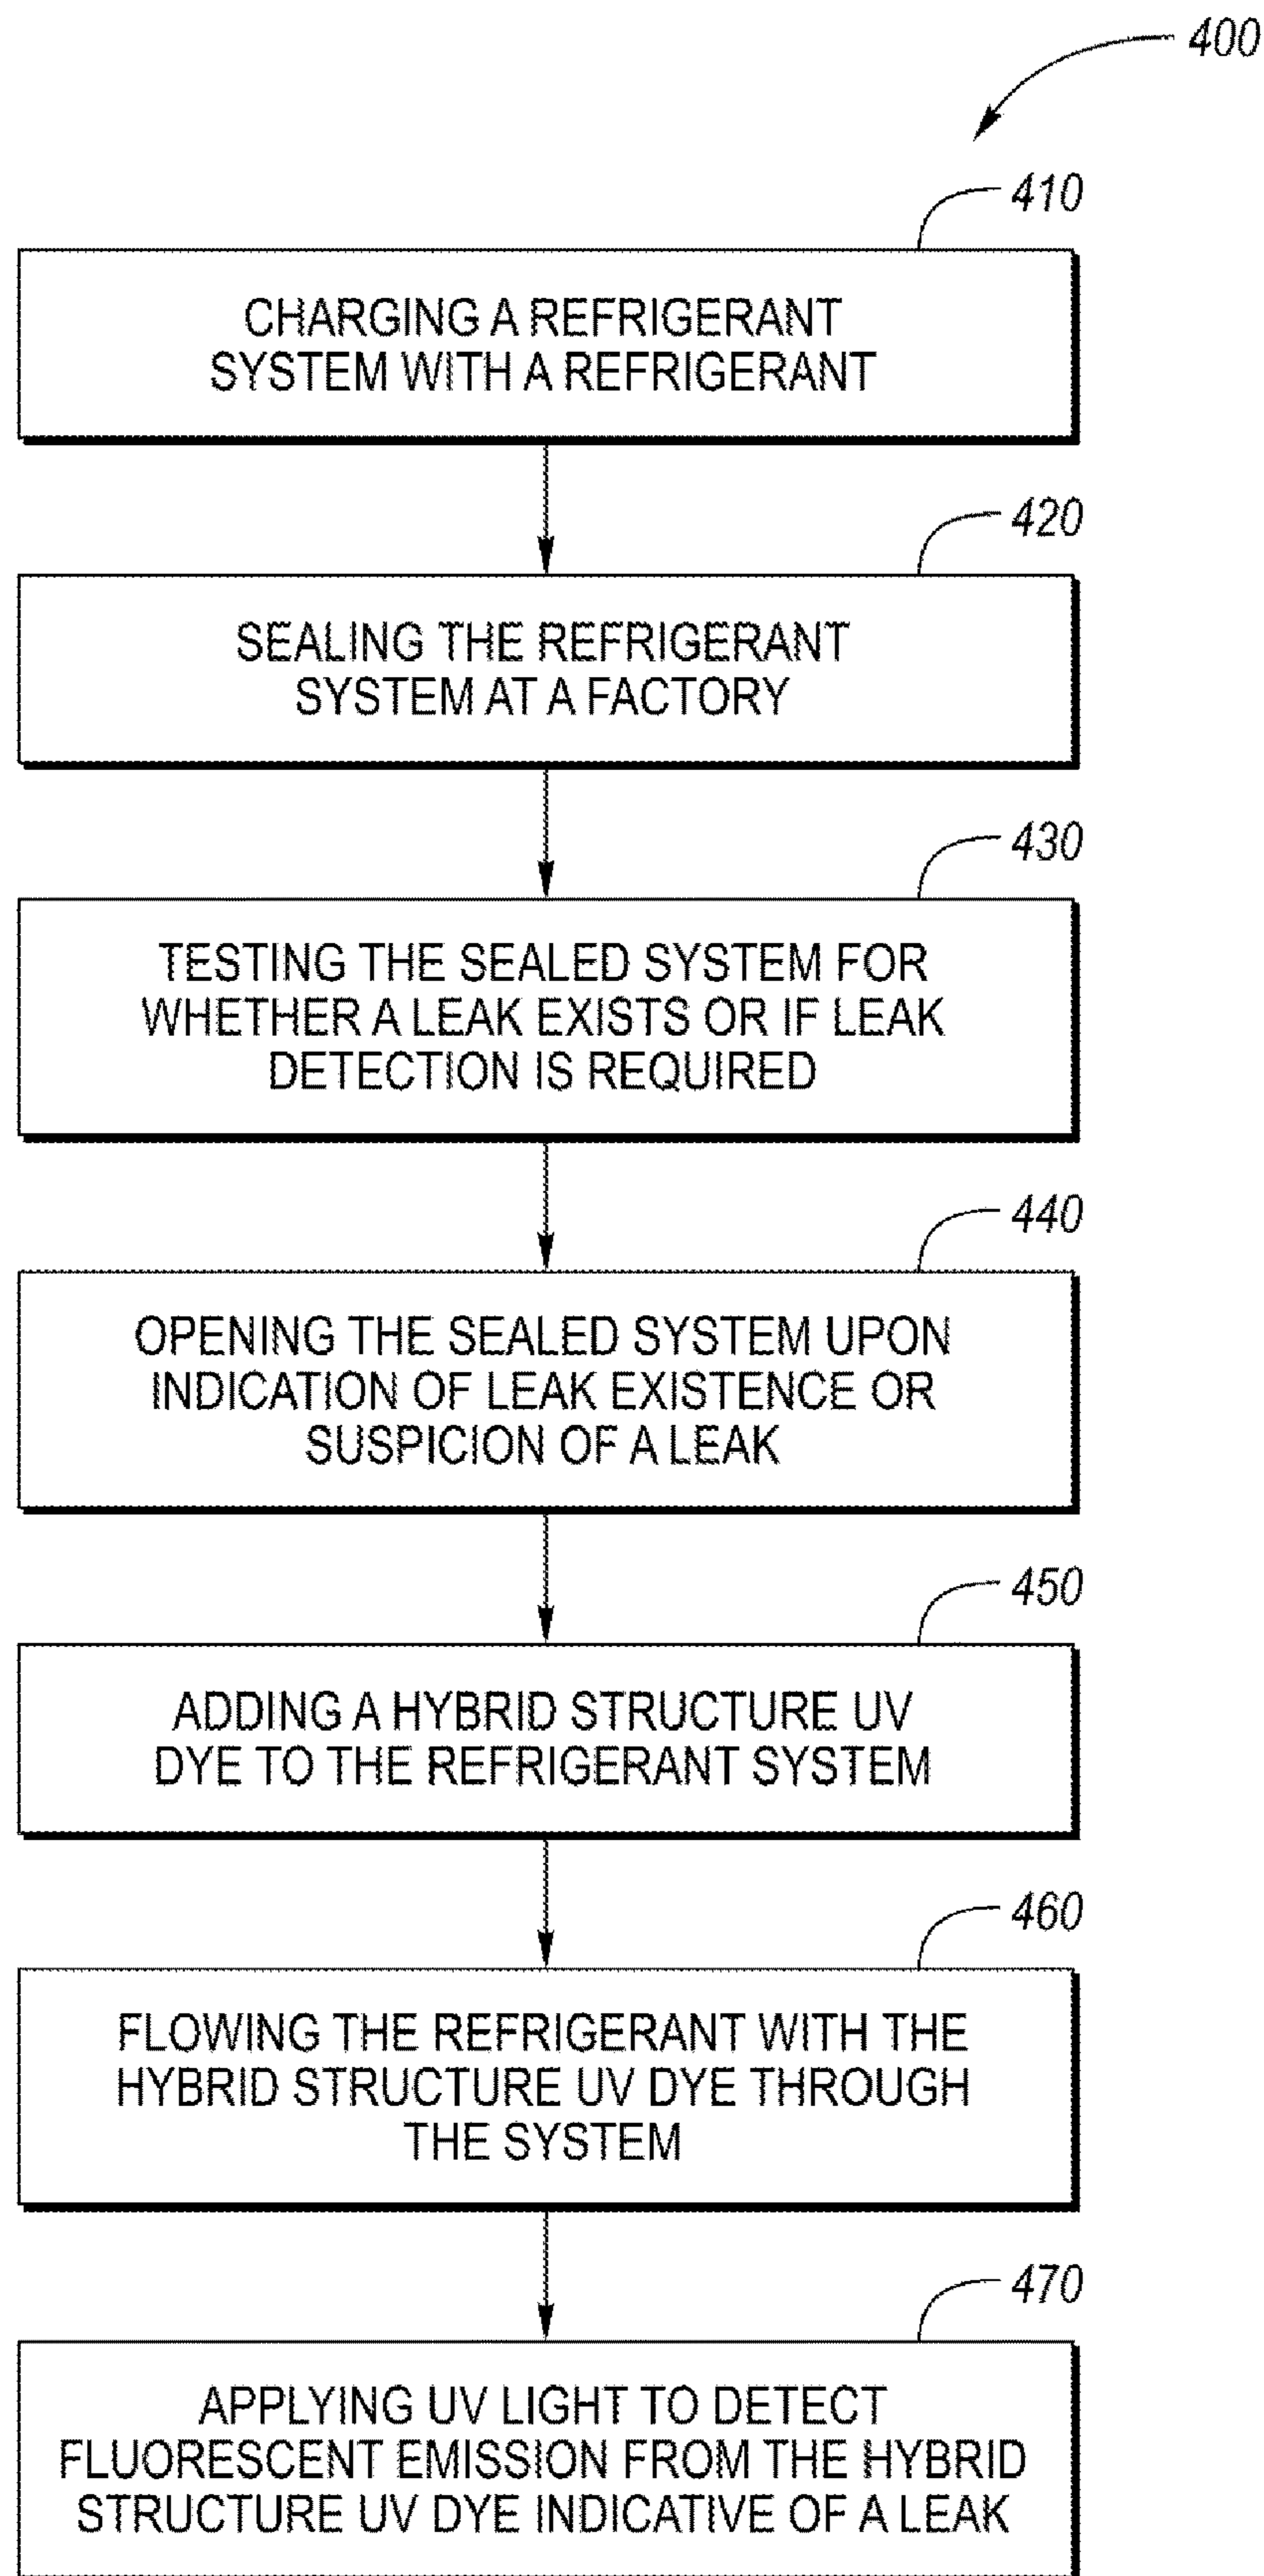 400
410
CHARGING A REFRIGERANT
SYSTEM WITH A REFRIGERANT
420
SEALING THE REFRIGERANT
SYSTEM AT A FACTORY
430
TESTING THE SEALED SYSTEM FOR
WHETHER A LEAK EXISTS OR IF LEAK
DETECTION IS REQUIRED
440
OPENING THE SEALED SYSTEM UPON
INDICATION OF LEAK EXISTENCE OR
SUSPICION OF A LEAK
450
ADDING A HYBRID STRUCTURE UV
DYE TO THE REFRIGERANT SYSTEM
460
FLOWING THE REFRIGERANT WITH THE
HYBRID STRUCTURE UV DYE THROUGH
THE SYSTEM
470
APPLYING UV LIGHT TO DETECT
FLUORESCENT EMISSION FROM THE HYBRID
STRUCTURE UV DYE INDICATIVE OF A LEAK